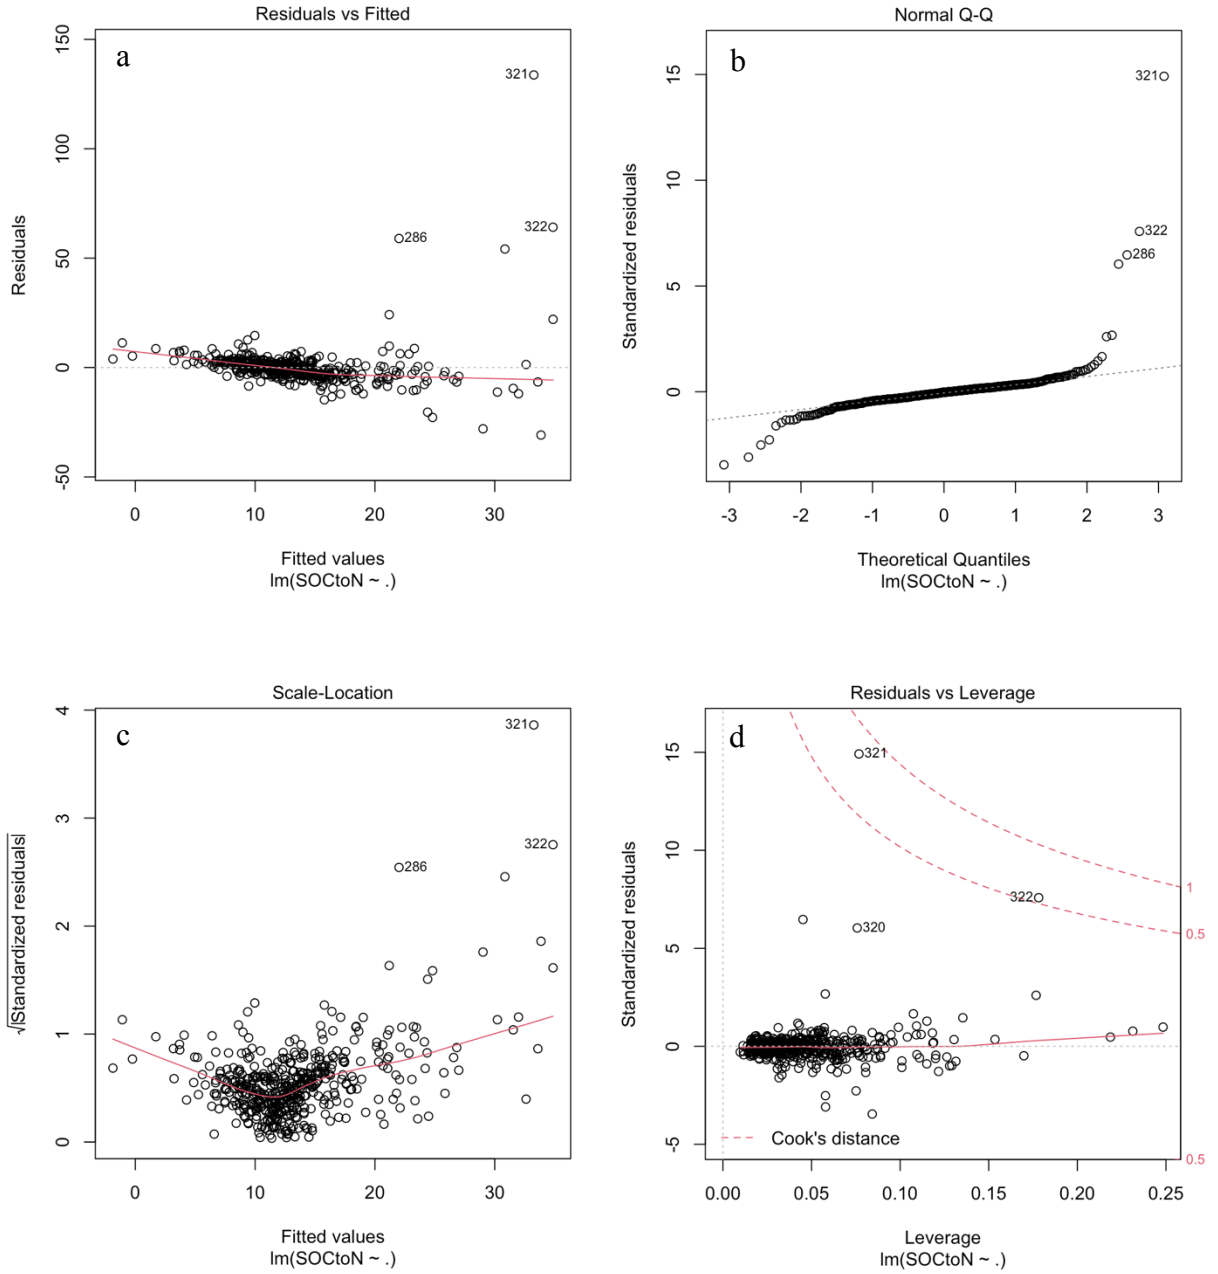 Residuals vs Fitted
a
150
100
50
0
-50
Residuals
321
322
286
0
10
20
30
Fitted values
lm(SOCtoN ~ .)
Normal Q-Q
b
15
10
5
0
Standardized residuals
321
322
286
-3
-2
-1
0
1
2
3
Theoretical Quantiles
lm(SOCtoN ~ .)
Scale-Location
c
4
3
2
1
0
√|Standardized residuals|
321
322
286
0
10
20
30
Fitted values
lm(SOCtoN ~ .)
Residuals vs Leverage
d
15
10
5
0
-5
Standardized residuals
321
322
320
1
0.5
0.5
Cook's distance
0.00
0.05
0.10
0.15
0.20
0.25
Leverage
lm(SOCtoN ~ .)